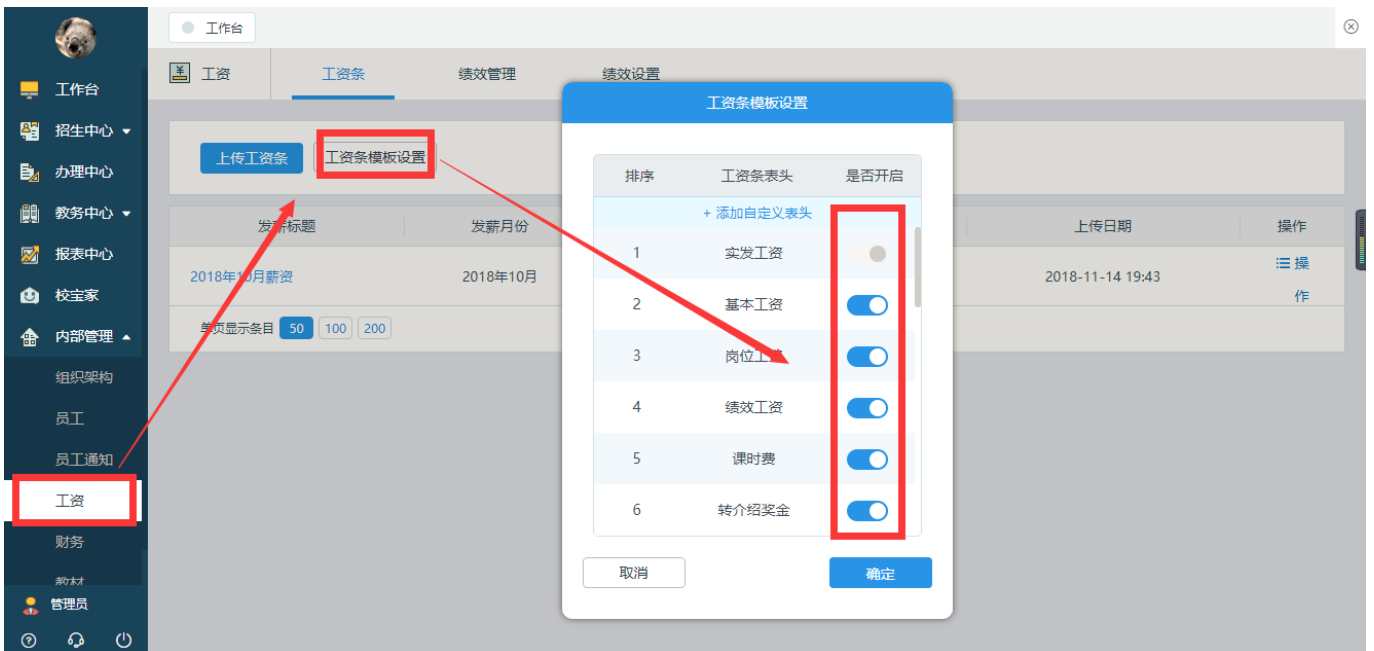 工作台
招生中心
办理中心
教务中心
报表中心
校宝家
内部管理
组织架构
员工
员工通知
工资
财务
教材
管理员
工作台
工资
工资条
绩效管理
绩效设置
上传工资条
工资条模板设置
发薪标题
发薪月份
上传日期
操作
2018年10月薪资
2018年10月
2018-11-14 19:43
操
作
单页显示条目 50 100 200
工资条模板设置
排序 工资条表头 是否开启
+ 添加自定义表头
1 实发工资
2 基本工资
3 岗位工资
4 绩效工资
5 课时费
6 转介绍奖金
取消
确定